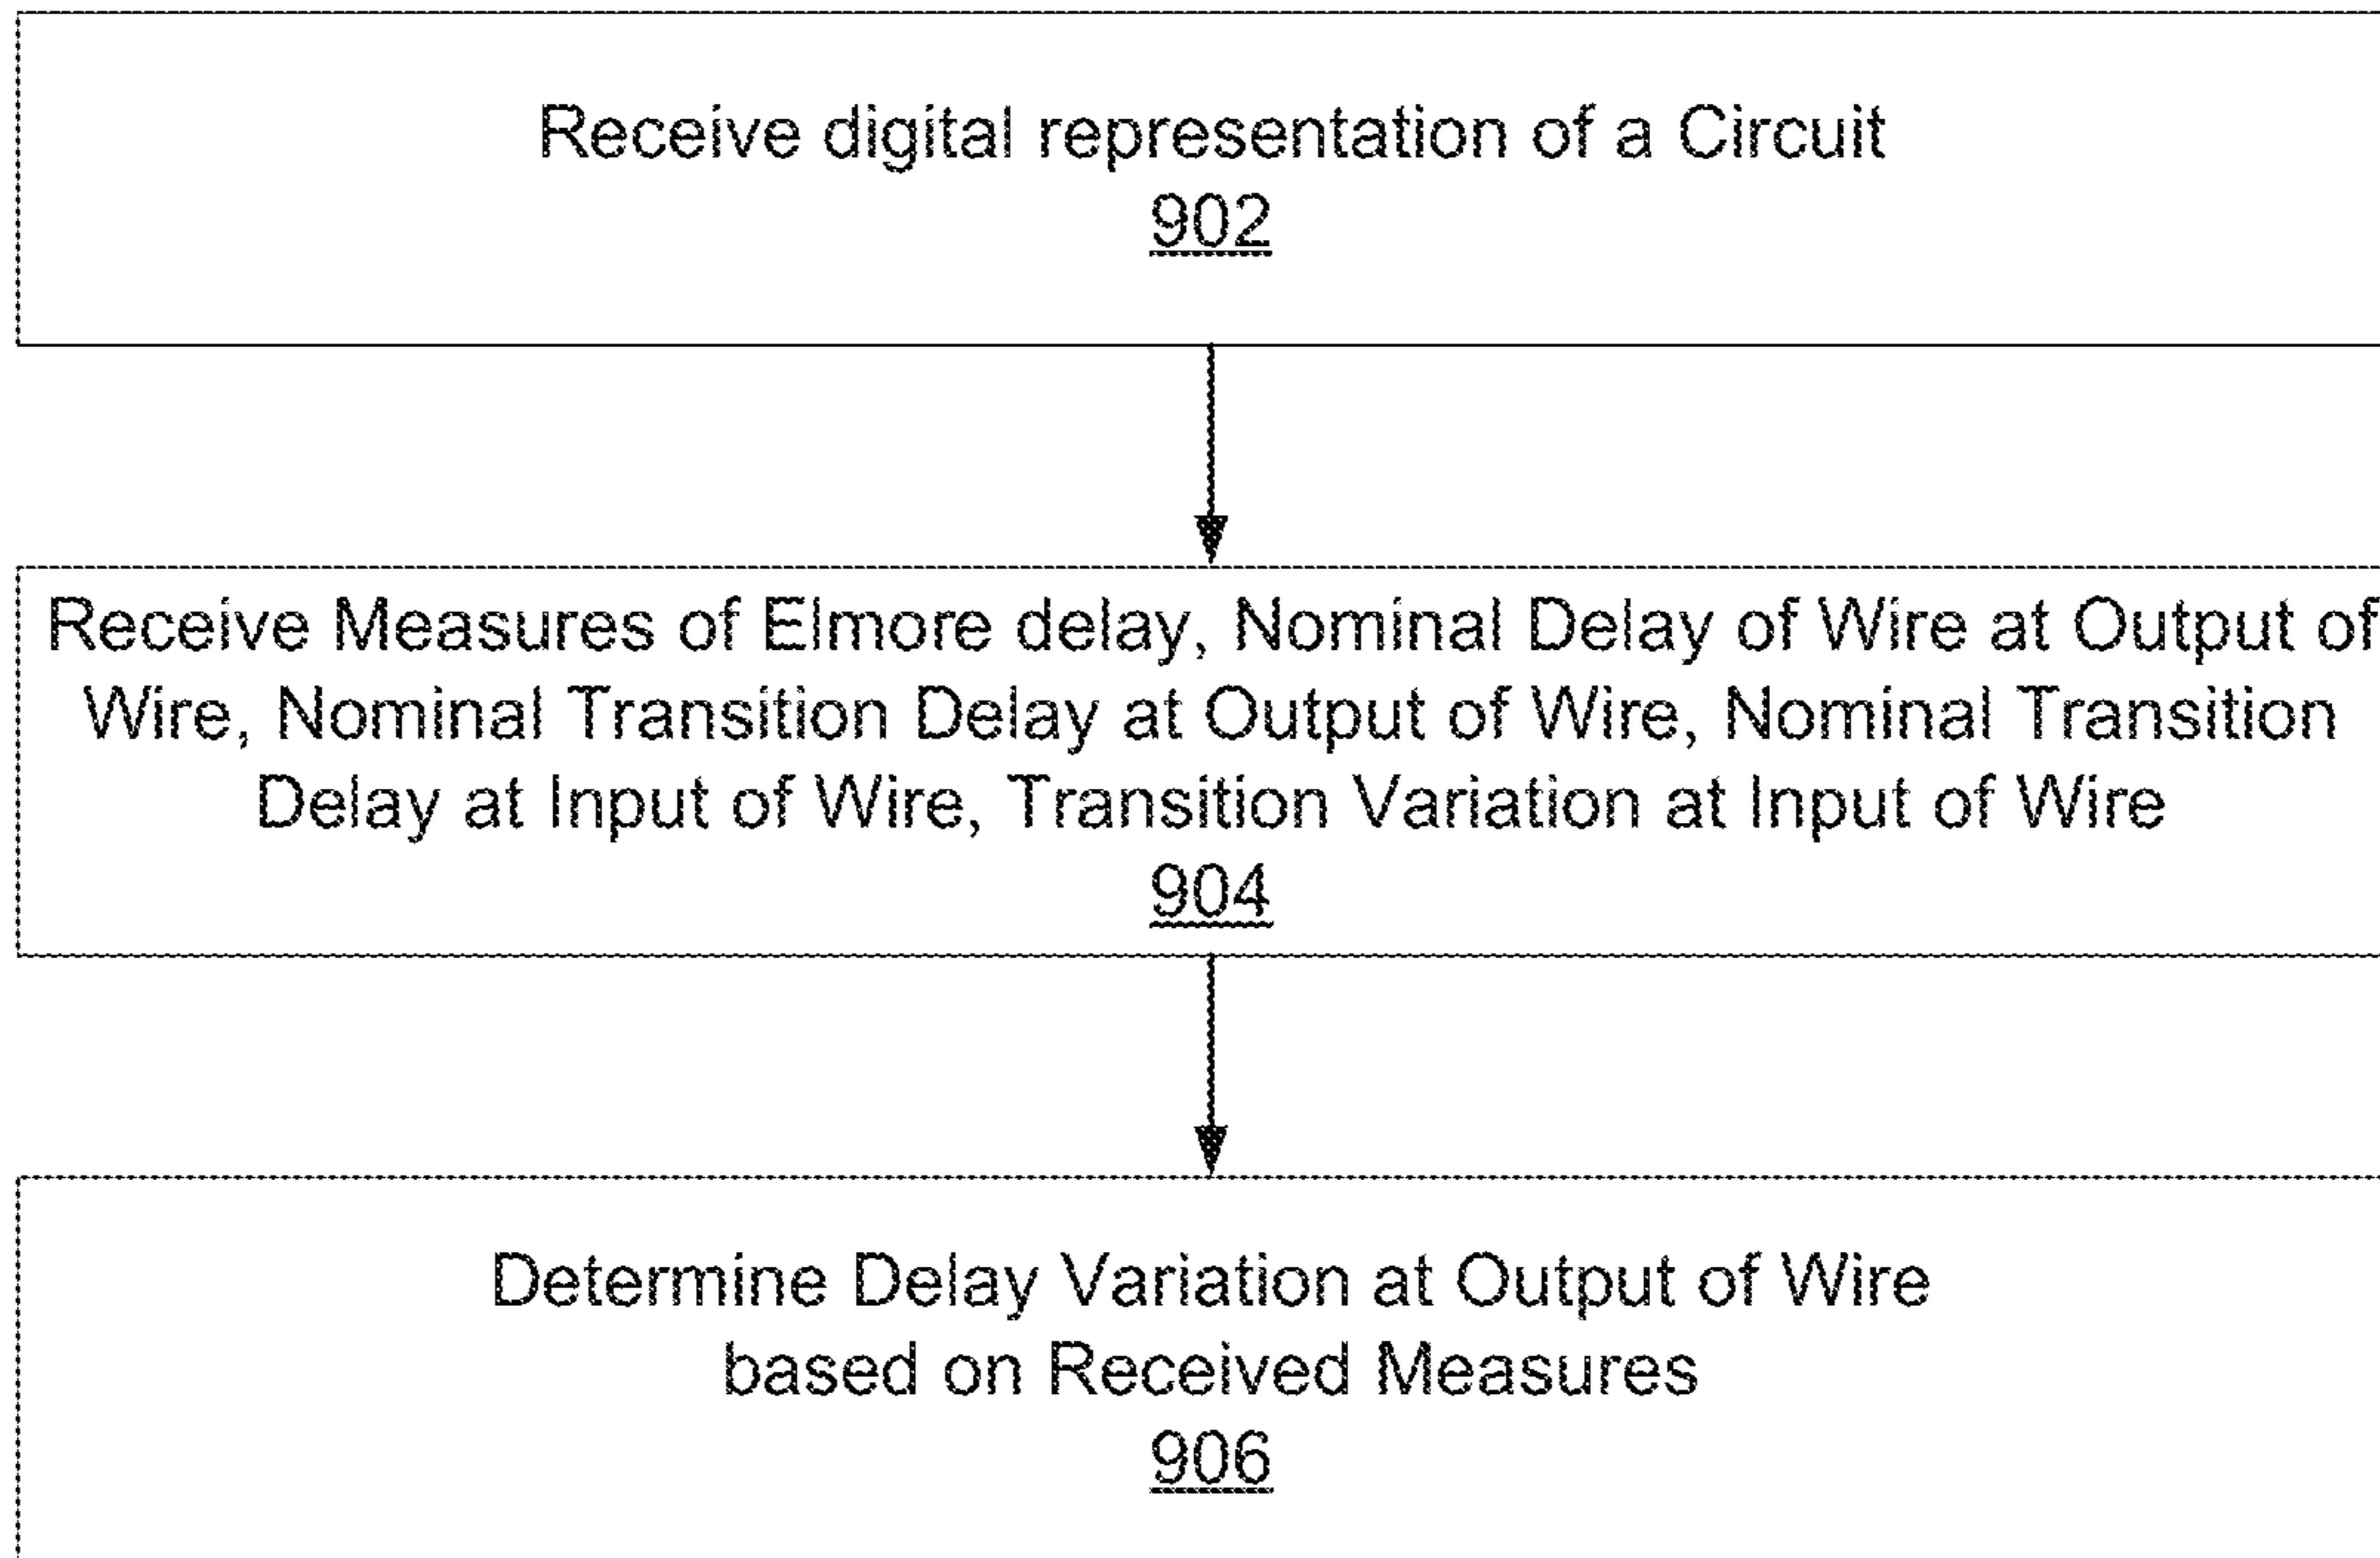 Receive digital representation of a Circuit
902
Receive Measures of Elmore delay, Nominal Delay of Wire at Output of
Wire, Nominal Transition Delay at Output of Wire, Nominal Transition
Delay at Input of Wire, Transition Variation at Input of Wire
904
Determine Delay Variation at Output of Wire
based on Received Measures
906